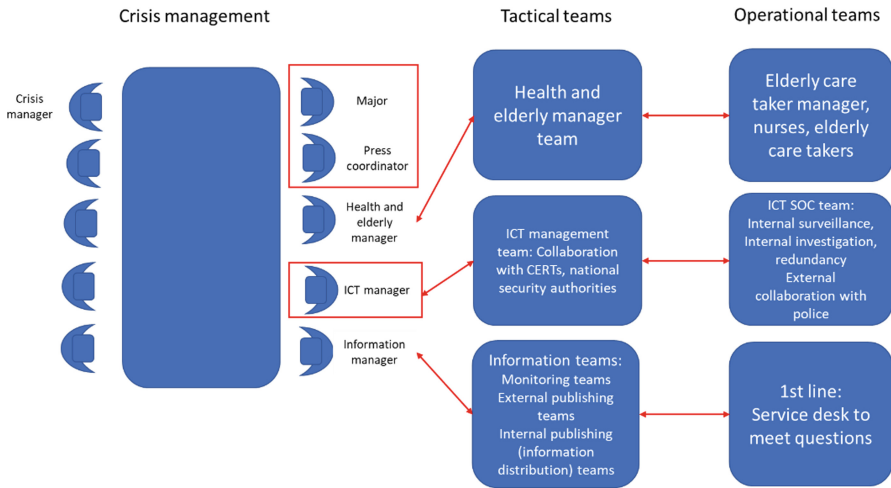 Crisis management
Tactical teams
Operational teams
Crisis
manager
Major
Press
coordinator
Health and
elderly
manager
ICT manager
Information
manager
Health and
elderly manager
team
Elderly care
taker manager,
nurses, elderly
care takers
ICT management
team: Collaboration
with CERTs, national
security authorities
ICT SOC team:
Internal surveillance,
Internal investigation,
redundancy
External
collaboration with
police
Information teams:
Monitoring teams
External publishing
teams
Internal publishing
(information
distribution) teams
1st line:
Service desk to
meet questions